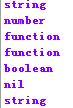 string
number
function
function
boolean
nil
string